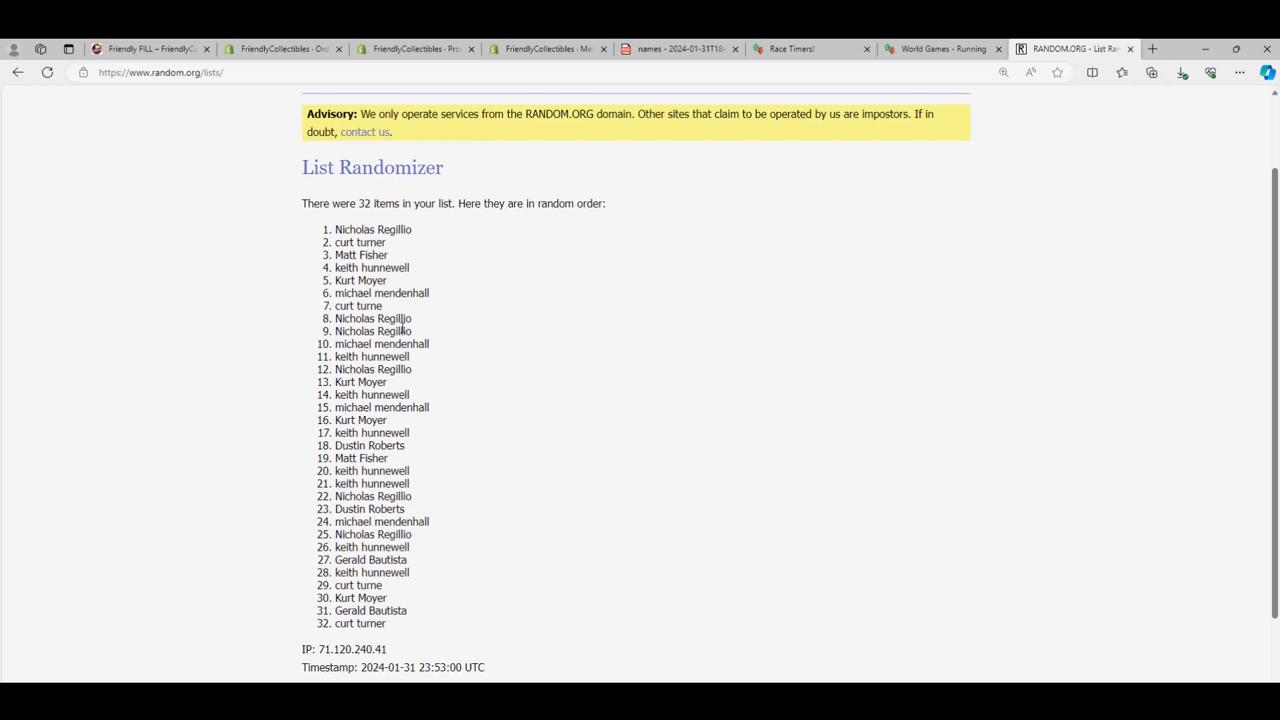 Friendly FILL – FriendlyCo
FriendlyCollectibles · Ord
FriendlyCollectibles · Pro
FriendlyCollectibles · Me
names - 2024-01-31T18
Race Timers!
World Games - Running
RANDOM.ORG - List Ran
https://www.random.org/lists/
Advisory: We only operate services from the RANDOM.ORG domain. Other sites that claim to be operated by us are impostors. If in
doubt, contact us.
List Randomizer
There were 32 items in your list. Here they are in random order:
1. Nicholas Regillio
2. curt turner
3. Matt Fisher
4. keith hunnewell
5. Kurt Moyer
6. michael mendenhall
7. curt turne
8. Nicholas Regillio
9. Nicholas Regillio
10. michael mendenhall
11. keith hunnewell
12. Nicholas Regillio
13. Kurt Moyer
14. keith hunnewell
15. michael mendenhall
16. Kurt Moyer
17. keith hunnewell
18. Dustin Roberts
19. Matt Fisher
20. keith hunnewell
21. keith hunnewell
22. Nicholas Regillio
23. Dustin Roberts
24. michael mendenhall
25. Nicholas Regillio
26. keith hunnewell
27. Gerald Bautista
28. keith hunnewell
29. curt turne
30. Kurt Moyer
31. Gerald Bautista
32. curt turner
IP: 71.120.240.41
Timestamp: 2024-01-31 23:53:00 UTC